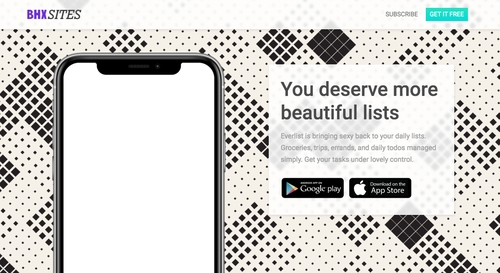 BHXSITES
SUBSCRIBE
GET IT FREE
You deserve more
beautiful lists
Everlist is bringing sexy back to your daily lists.
Groceries, trips, errands, and daily todos managed
simply. Get your tasks under lovely control.
Google play
Download on the
App Store